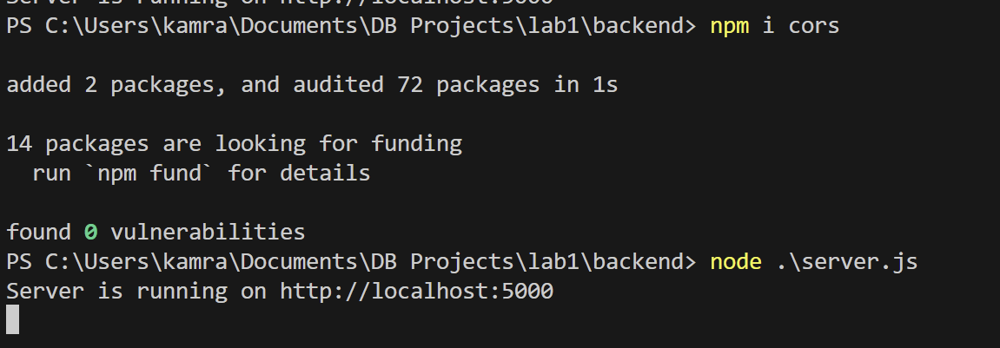 Server is running on http://localhost:5000
PS C:\Users\kamra\Documents\DB Projects\lab1\backend> npm i cors
added 2 packages, and audited 72 packages in 1s
14 packages are looking for funding
  run `npm fund` for details
found 0 vulnerabilities
PS C:\Users\kamra\Documents\DB Projects\lab1\backend> node .\server.js
Server is running on http://localhost:5000